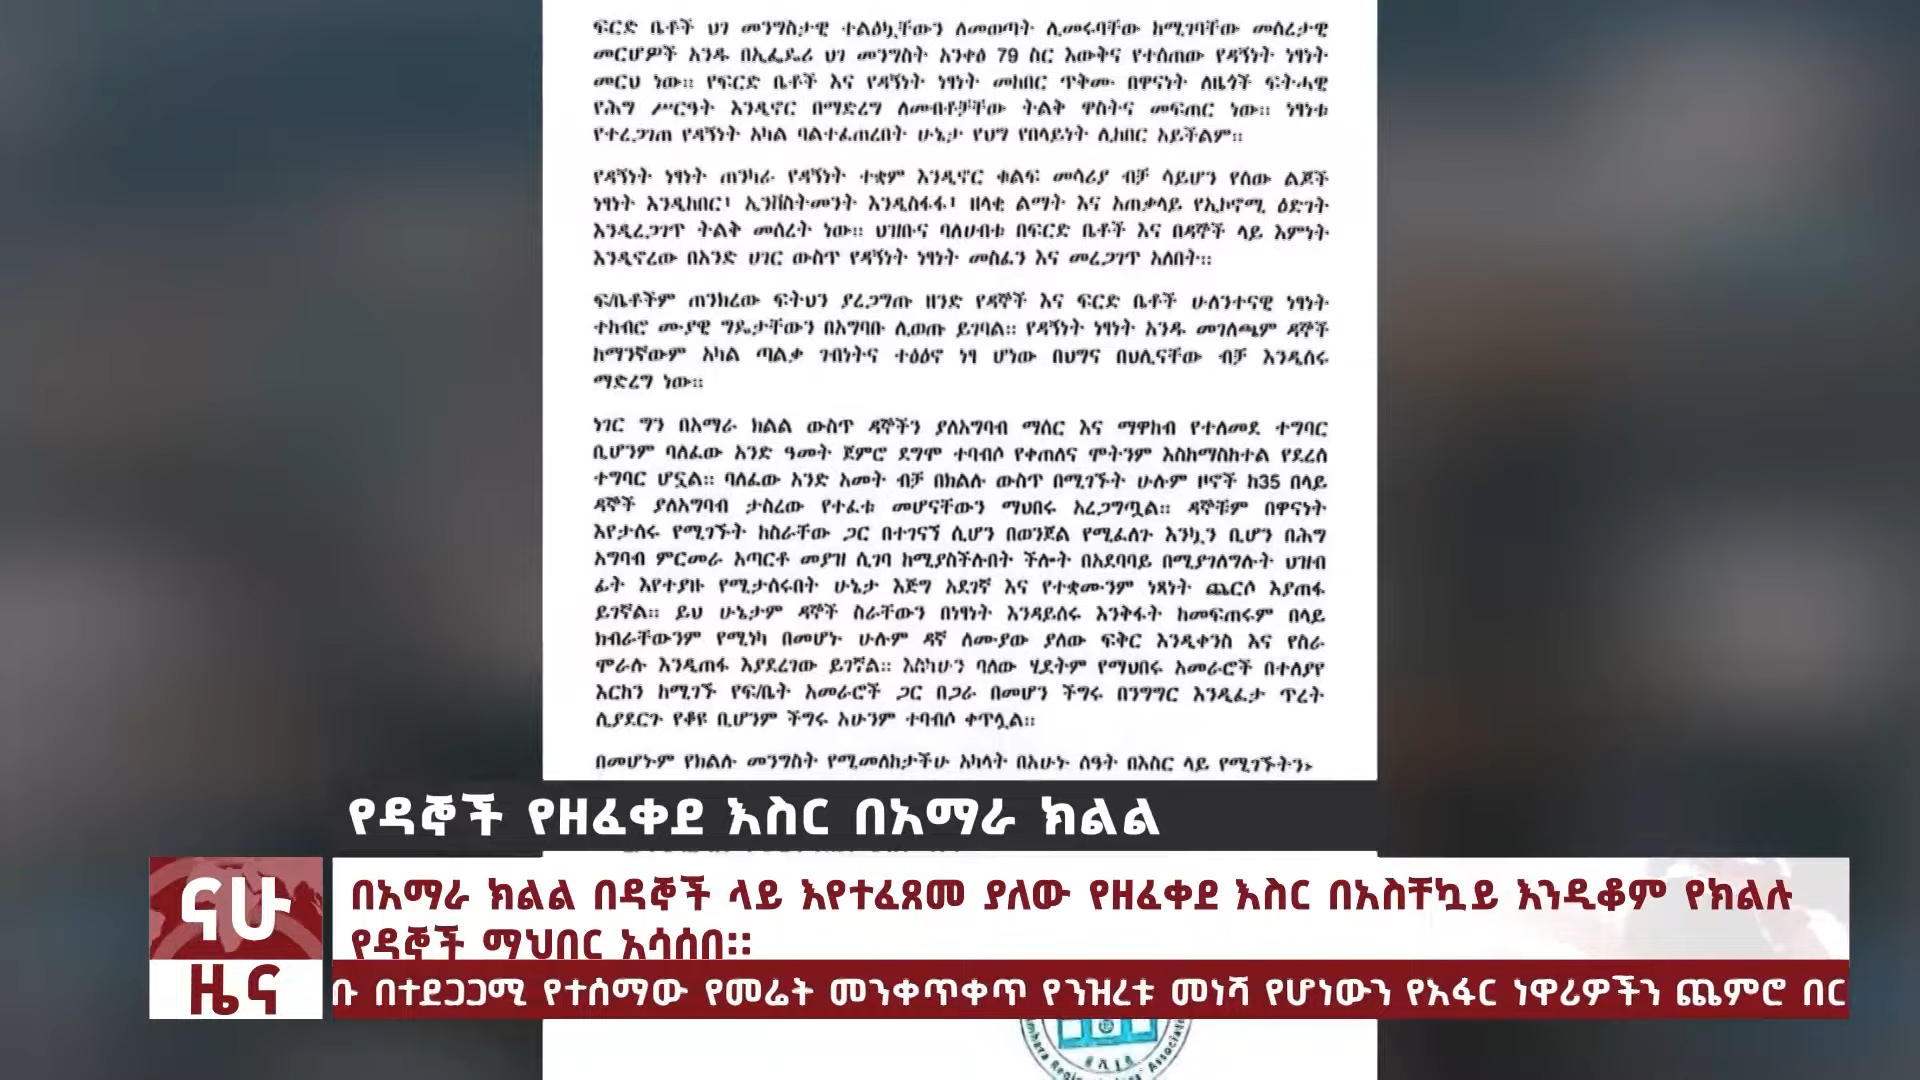 ፍርድ ቤቶች ህገ መንግስታዊ ተልዕኳቸውን ለመወጣት ሊመሩባቸው ከሚገባቸው መሰረታዊ
መርሆዎች አንዱ በኢፌዴሪ ህገ መንግስት አንቀፅ 79 ስር እውቅና የተሰጠው የዳኝነት ነፃነት
መርህ ነው። የፍርድ ቤቶች እና የዳኝነት ነፃነት መከበር ጥቅሙ በዋናነት ለዜጎች ፍትሓዊ
የሕግ ሥርዓት እንዲኖር በማድረግ ለመብቶቻቸው ትልቅ ዋስትና መፍጠር ነው። ነፃነቱ
የተረጋገጠ የዳኝነት አካል ባልተፈጠረበት ሁኔታ የህግ የበላይነት ሊከበር አይችልም።
የዳኝነት ነፃነት ጠንካራ የዳኝነት ተቋም እንዲኖር ቁልፍ መሳሪያ ብቻ ሳይሆን የሰው ልጆች
ነፃነት እንዲከበር፣ ኢንቨስትመንት እንዲስፋፋ፣ ዘላቂ ልማት እና አጠቃላይ የኢኮኖሚ ዕድገት
እንዲረጋገጥ ትልቅ መሰረት ነው። ህዝቡና ባለሀብቱ በፍርድ ቤቶች እና በዳኞች ላይ እምነት
እንዲኖረው በአንድ ሀገር ውስጥ የዳኝነት ነፃነት መስፈን እና መረጋገጥ አለበት።
ፍ/ቤቶችም ጠንክረው ፍትህን ያረጋግጡ ዘንድ የዳኞች እና ፍርድ ቤቶች ሁለንተናዊ ነፃነት
ተከብሮ ሙያዊ ግዴታቸውን በአግባቡ ሊወጡ ይገባል። የዳኝነት ነፃነት አንዱ መገለጫም ዳኞች
ከማንኛውም አካል ጣልቃ ገብነትና ተዕዕኖ ነፃ ሆነው በህግና በህሊናቸው ብቻ እንዲሰሩ
ማድረግ ነው።
ነገር ግን በአማራ ክልል ውስጥ ዳኞችን ያለአግባብ ማሰር እና ማዋከብ የተለመደ ተግባር
ቢሆንም ባለፈው አንድ ዓመት ጀምሮ ደግሞ ተባብሶ የቀጠለና ሞትንም እስከማስከተል የደረሰ
ተግባር ሆኗል። ባለፈው አንድ አመት ብቻ በክልሉ ውስጥ በሚገኙት ሁሉም ዞኖች ከ35 በላይ
ዳኞች ያለአግባብ ታስረው የተፈቱ መሆናቸውን ማህበሩ አረጋግጧል። ዳኞቹም በዋናነት
እየታሰሩ የሚገኙት ከስራቸው ጋር በተገናኘ ሲሆን በወንጀል የሚፈለጉ እንኳን ቢሆን በሕግ
አግባብ ምርመራ አጣርቶ መያዝ ሲገባ ከሚያስችሉበት ችሎት በአደባባይ በሚያገለግሉት ህዝብ
ፊት እየተያዙ የሚታሰሩበት ሁኔታ እጅግ አደገኛ እና የተቋሙንም ነጻነት ጨርሶ እያጠፋ
ይገኛል። ይህ ሁኔታም ዳኞች ስራቸውን በነፃነት እንዳይሰሩ እንቅፋት ከመፍጠሩም በላይ
ክብራቸውንም የሚነካ በመሆኑ ሁሉም ዳኛ ለሙያው ያለው ፍቅር እንዲቀንስ እና የስራ
ሞራሉ እንዲጠፋ እያደረገው ይገኛል። እስካሁን ባለው ሂደትም የማህበሩ አመራሮች በተለያየ
እርከን ከሚገኙ የፍ/ቤት አመራሮች ጋር በጋራ በመሆን ችግሩ በንግግር እንዲፈታ ጥረት
ሲያደርጉ የቆዩ ቢሆንም ችግሩ አሁንም ተባብሶ ቀጥሏል።
በመሆኑም የክልሉ መንግስት የሚመለከታችሁ አካላት በአሁኑ ሰዓት በእስር ላይ የሚገኙትን
የዳኞች የዘፈቀደ እስር በአማራ ክልል
በአማራ ክልል በዳኞች ላይ እየተፈጸመ ያለው የዘፈቀደ እስር በአስቸኳይ እንዲቆም የክልሉ
የዳኞች ማህበር አሳሰበ።
ናሁ
ዜና
ቡ በተደጋጋሚ የተሰማው የመሬት መንቀጥቀጥ የንዝረቱ መነሻ የሆነውን የአፋር ነዋሪዎችን ጨምሮ በር